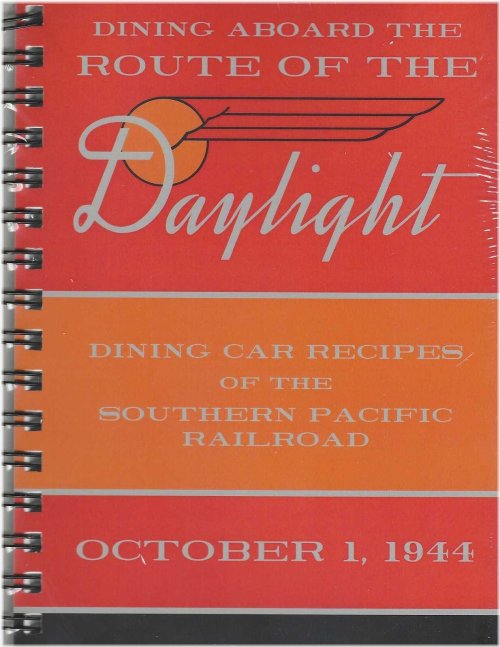 DINING ABOARD THE
ROUTE OF THE
Daylight
DINING CAR RECIPES
OF THE
SOUTHERN PACIFIC
RAILROAD
OCTOBER 1, 1944